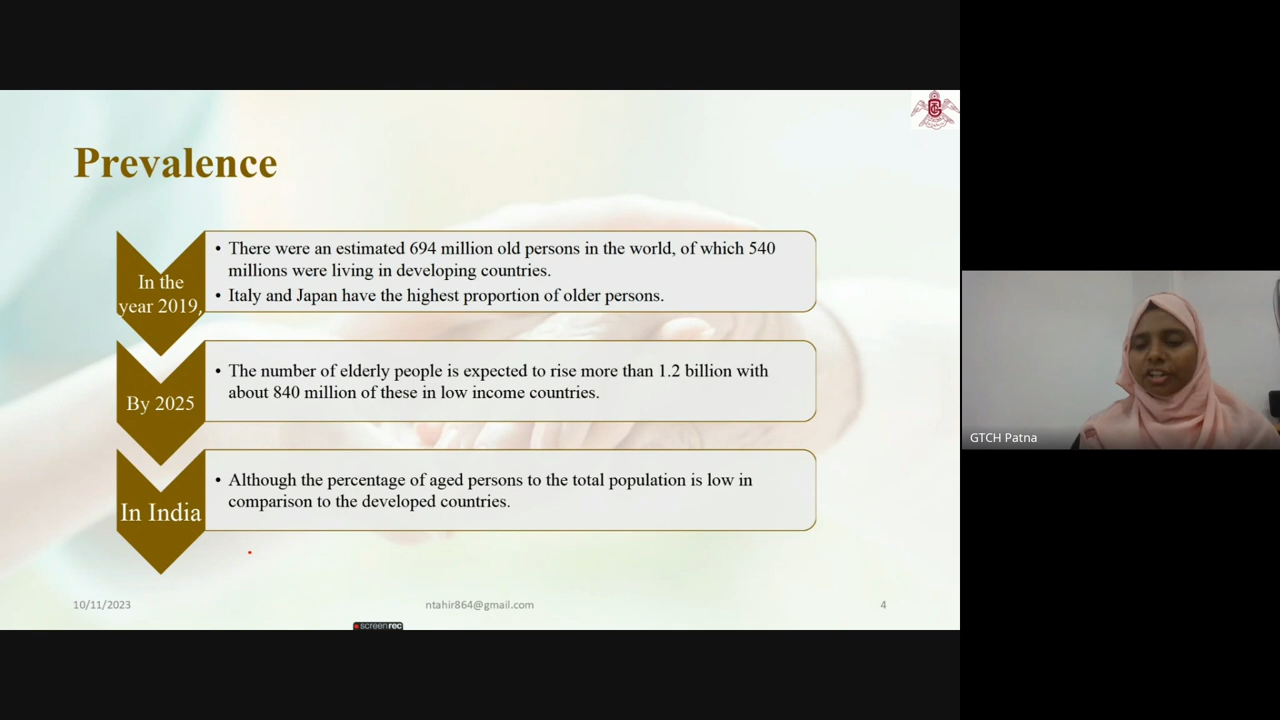 Prevalence
In the
year 2019,
• There were an estimated 694 million old persons in the world, of which 540
millions were living in developing countries.
• Italy and Japan have the highest proportion of older persons.
By 2025
• The number of elderly people is expected to rise more than 1.2 billion with
about 840 million of these in low income countries.
In India
• Although the percentage of aged persons to the total population is low in
comparison to the developed countries.
10/11/2023
ntahir864@gmail.com
4
screenrec
GTCH Patna